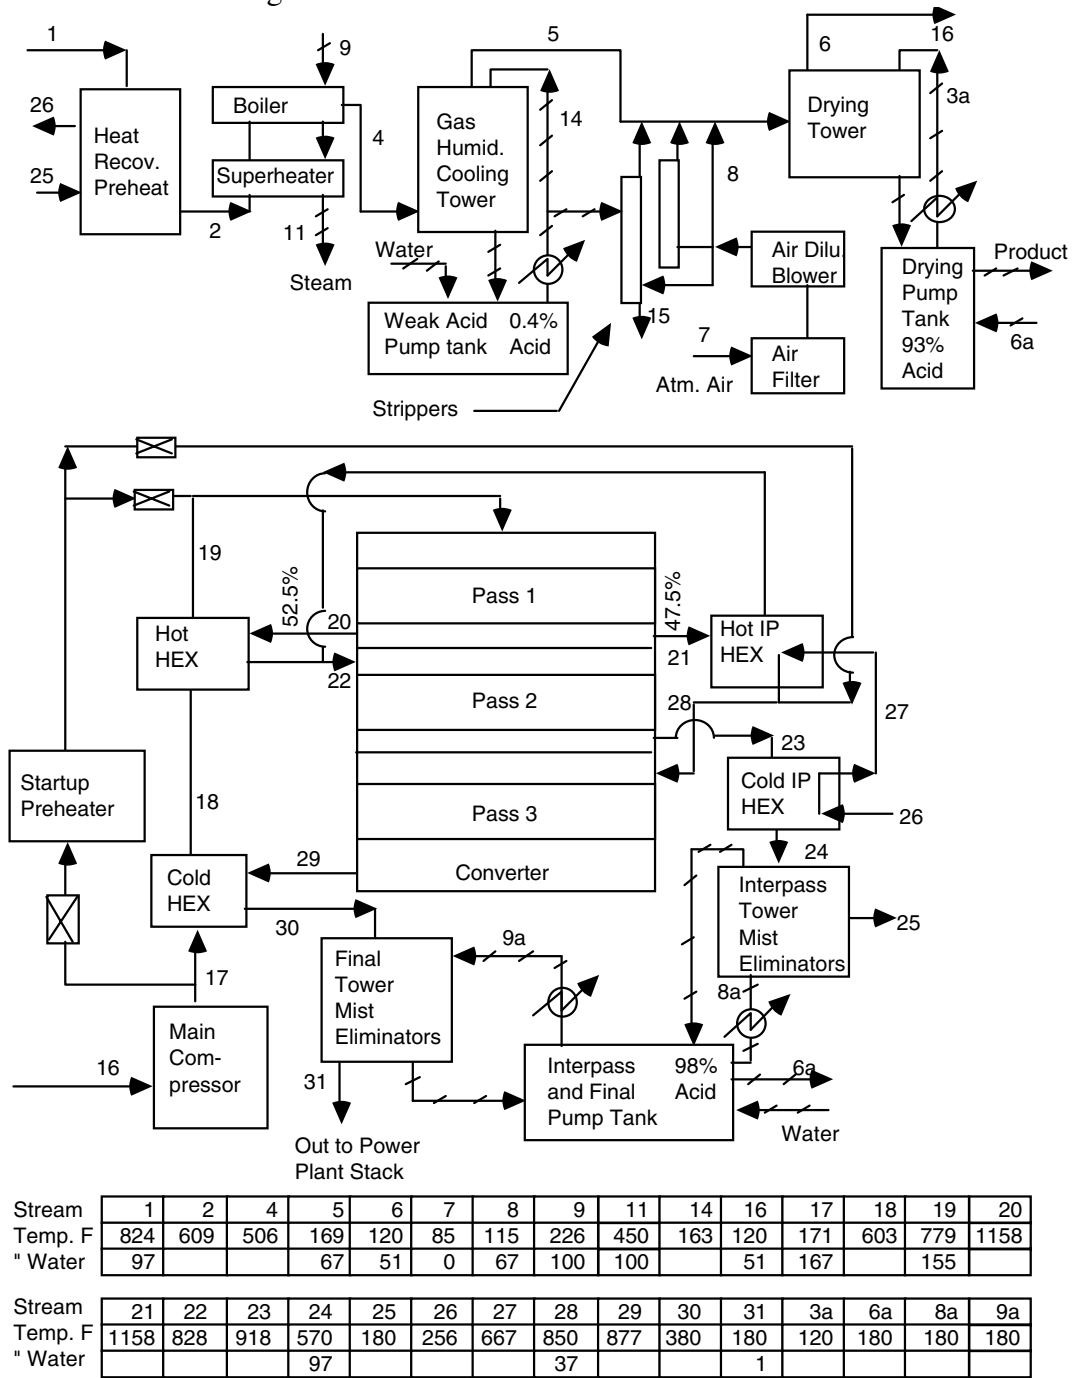 1
5
6
16
9
26
Heat
Recov.
Preheat
25
2
Boiler
Superheater
4
11
Steam
Gas
Humid.
Cooling
Tower
14
Water
Weak Acid 0.4%
Pump tank Acid
Strippers
15
8
Air Dilu.
Blower
7
Atm. Air
Air
Filter
Drying
Tower
3a
Product
Drying
Pump
Tank
93%
Acid
6a
19
52.5%
20
Hot
HEX
22
Pass 1
47.5%
21
Hot IP
HEX
Pass 2
28
27
23
Startup
Preheater
18
Pass 3
Cold IP
HEX
26
24
Cold
HEX
29
Converter
30
Interpass
Tower
Mist
Eliminators
25
17
Final
Tower
Mist
Eliminators
9a
8a
16
Main
Com-
pressor
31
Interpass 98%
and Final Acid
Pump Tank
6a
Water
Out to Power
Plant Stack
Stream 1 2 4 5 6 7 8 9 11 14 16 17 18 19 20
Temp. F 824 609 506 169 120 85 115 226 450 163 120 171 603 779 1158
" Water 97 67 51 0 67 100 100 51 167 155
Stream 21 22 23 24 25 26 27 28 29 30 31 3a 6a 8a 9a
Temp. F 1158 828 918 570 180 256 667 850 877 380 180 120 180 180 180
" Water 97 37 1